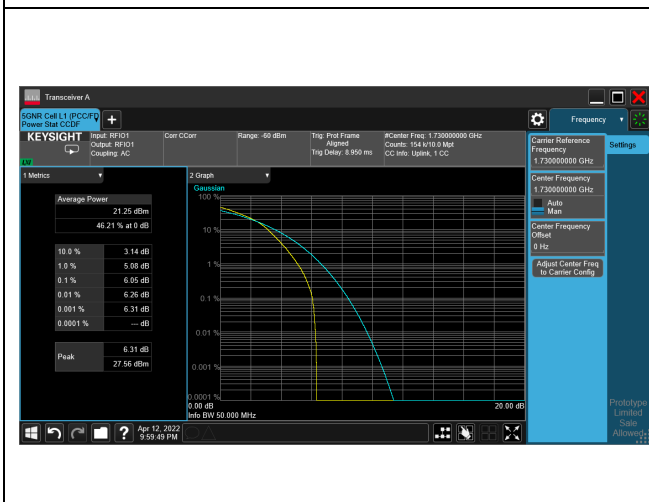 Transceiver A
5GNR Cell L1 (PCC/FD
Power Stat CCDF
Frequency
KEYSIGHT
Input: RFIO1
Output: RFIO1
Coupling: AC
Corr CCorr
Range: -60 dBm
Trig: Prot Frame
Aligned
Trig Delay: 8.950 ms
#Center Freq: 1.730000000 GHz
Counts: 154 k/10.0 Mpt
CC Info: Uplink, 1 CC
Carrier Reference
Frequency
1.730000000 GHz
Settings
Center Frequency
1.730000000 GHz
Auto
Man
Center Frequency
Offset
0 Hz
Adjust Center Freq
to Carrier Config
1 Metrics
Average Power
21.25 dBm
46.21 % at 0 dB
10.0 % 3.14 dB
1.0 % 5.08 dB
0.1 % 6.05 dB
0.01 % 6.26 dB
0.001 % 6.31 dB
0.0001 % --- dB
Peak
6.31 dB
27.56 dBm
2 Graph
Gaussian
100 %
10 %
1 %
0.1 %
0.01 %
0.001 %
0.0001 %
0.00 dB 20.00 dB
Info BW 50.000 MHz
Prototype
Limited
Sale
Allowed
Apr 12, 2022
9:59:49 PM